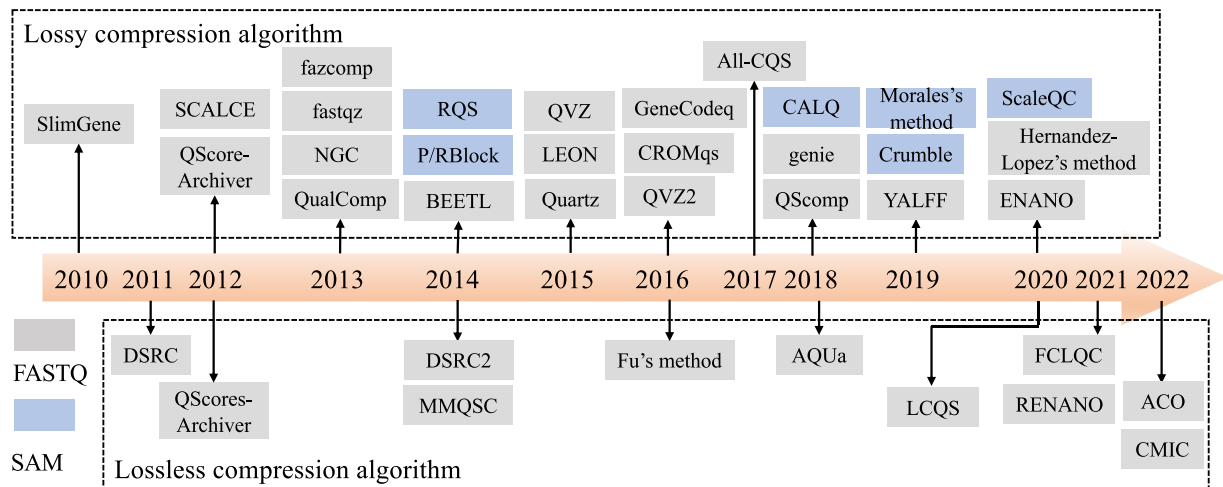 Lossy compression algorithm
SlimGene
SCALCE
QScore-
Archiver
fazcomp
fastqz
NGC
QualComp
RQS
P/RBlock
BEETL
QVZ
LEON
Quartz
GeneCodeq
CROMqs
QVZ2
All-CQS
CALQ
genie
QScomp
Morales's
method
Crumble
YALFF
ScaleQC
Hernandez-
Lopez's method
ENANO
2010 2011 2012 2013 2014 2015 2016 2017 2018 2019 2020 2021 2022
FASTQ
SAM
DSRC
QScores-
Archiver
DSRC2
MMQSC
Fu's method
AQUa
LCQS
FCLQC
RENANO
ACO
CMIC
Lossless compression algorithm